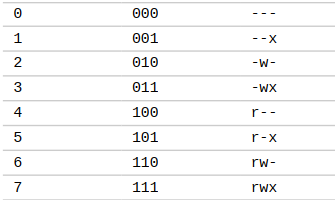 0 000 ---
1 001 --x
2 010 -w-
3 011 -wx
4 100 r--
5 101 r-x
6 110 rw-
7 111 rwx